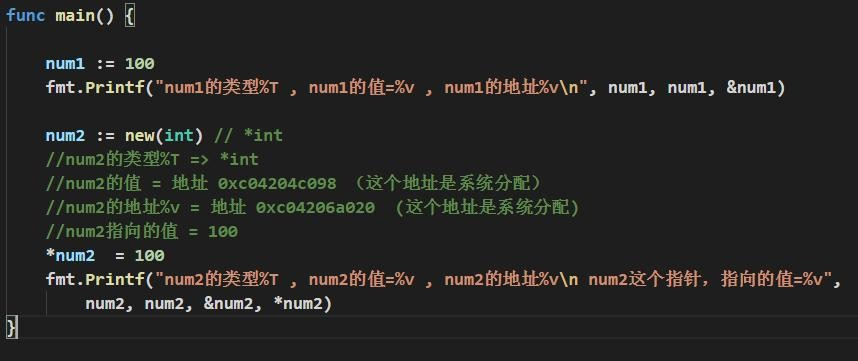 func main() {
num1 := 100
fmt.Printf("num1的类型%T , num1的值=%v , num1的地址%v\n", num1, num1, &num1)
num2 := new(int) // *int
//num2的类型%T => *int
//num2的值 = 地址 0xc04204c098 （这个地址是系统分配）
//num2的地址%v = 地址 0xc04206a020  (这个地址是系统分配)
//num2指向的值 = 100
*num2  = 100
fmt.Printf("num2的类型%T , num2的值=%v , num2的地址%v\n num2这个指针，指向的值=%v",
num2, num2, &num2, *num2)
}